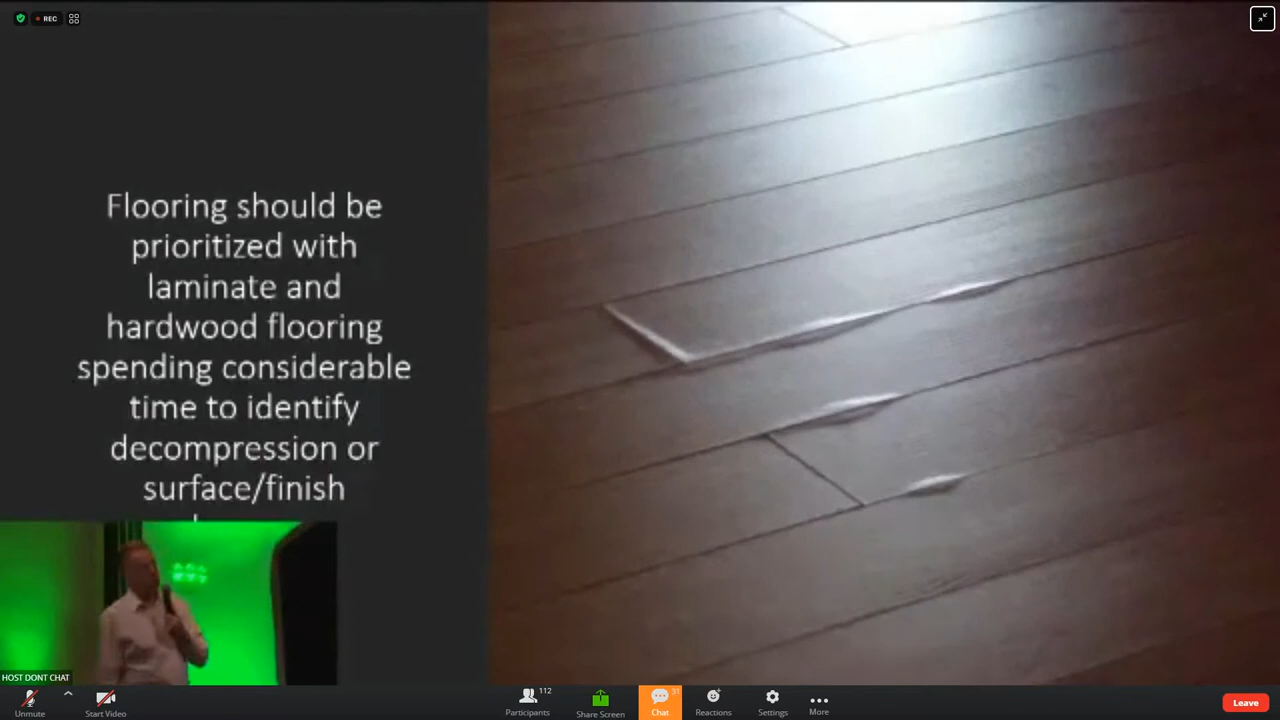 REC
Flooring should be
prioritized with
laminate and
hardwood flooring
spending considerable
time to identify
decompression or
surface/finish
HOST DONT CHAT
Unmute
Start Video
Participants
112
Share Screen
Chat
31
Reactions
Settings
More
Leave